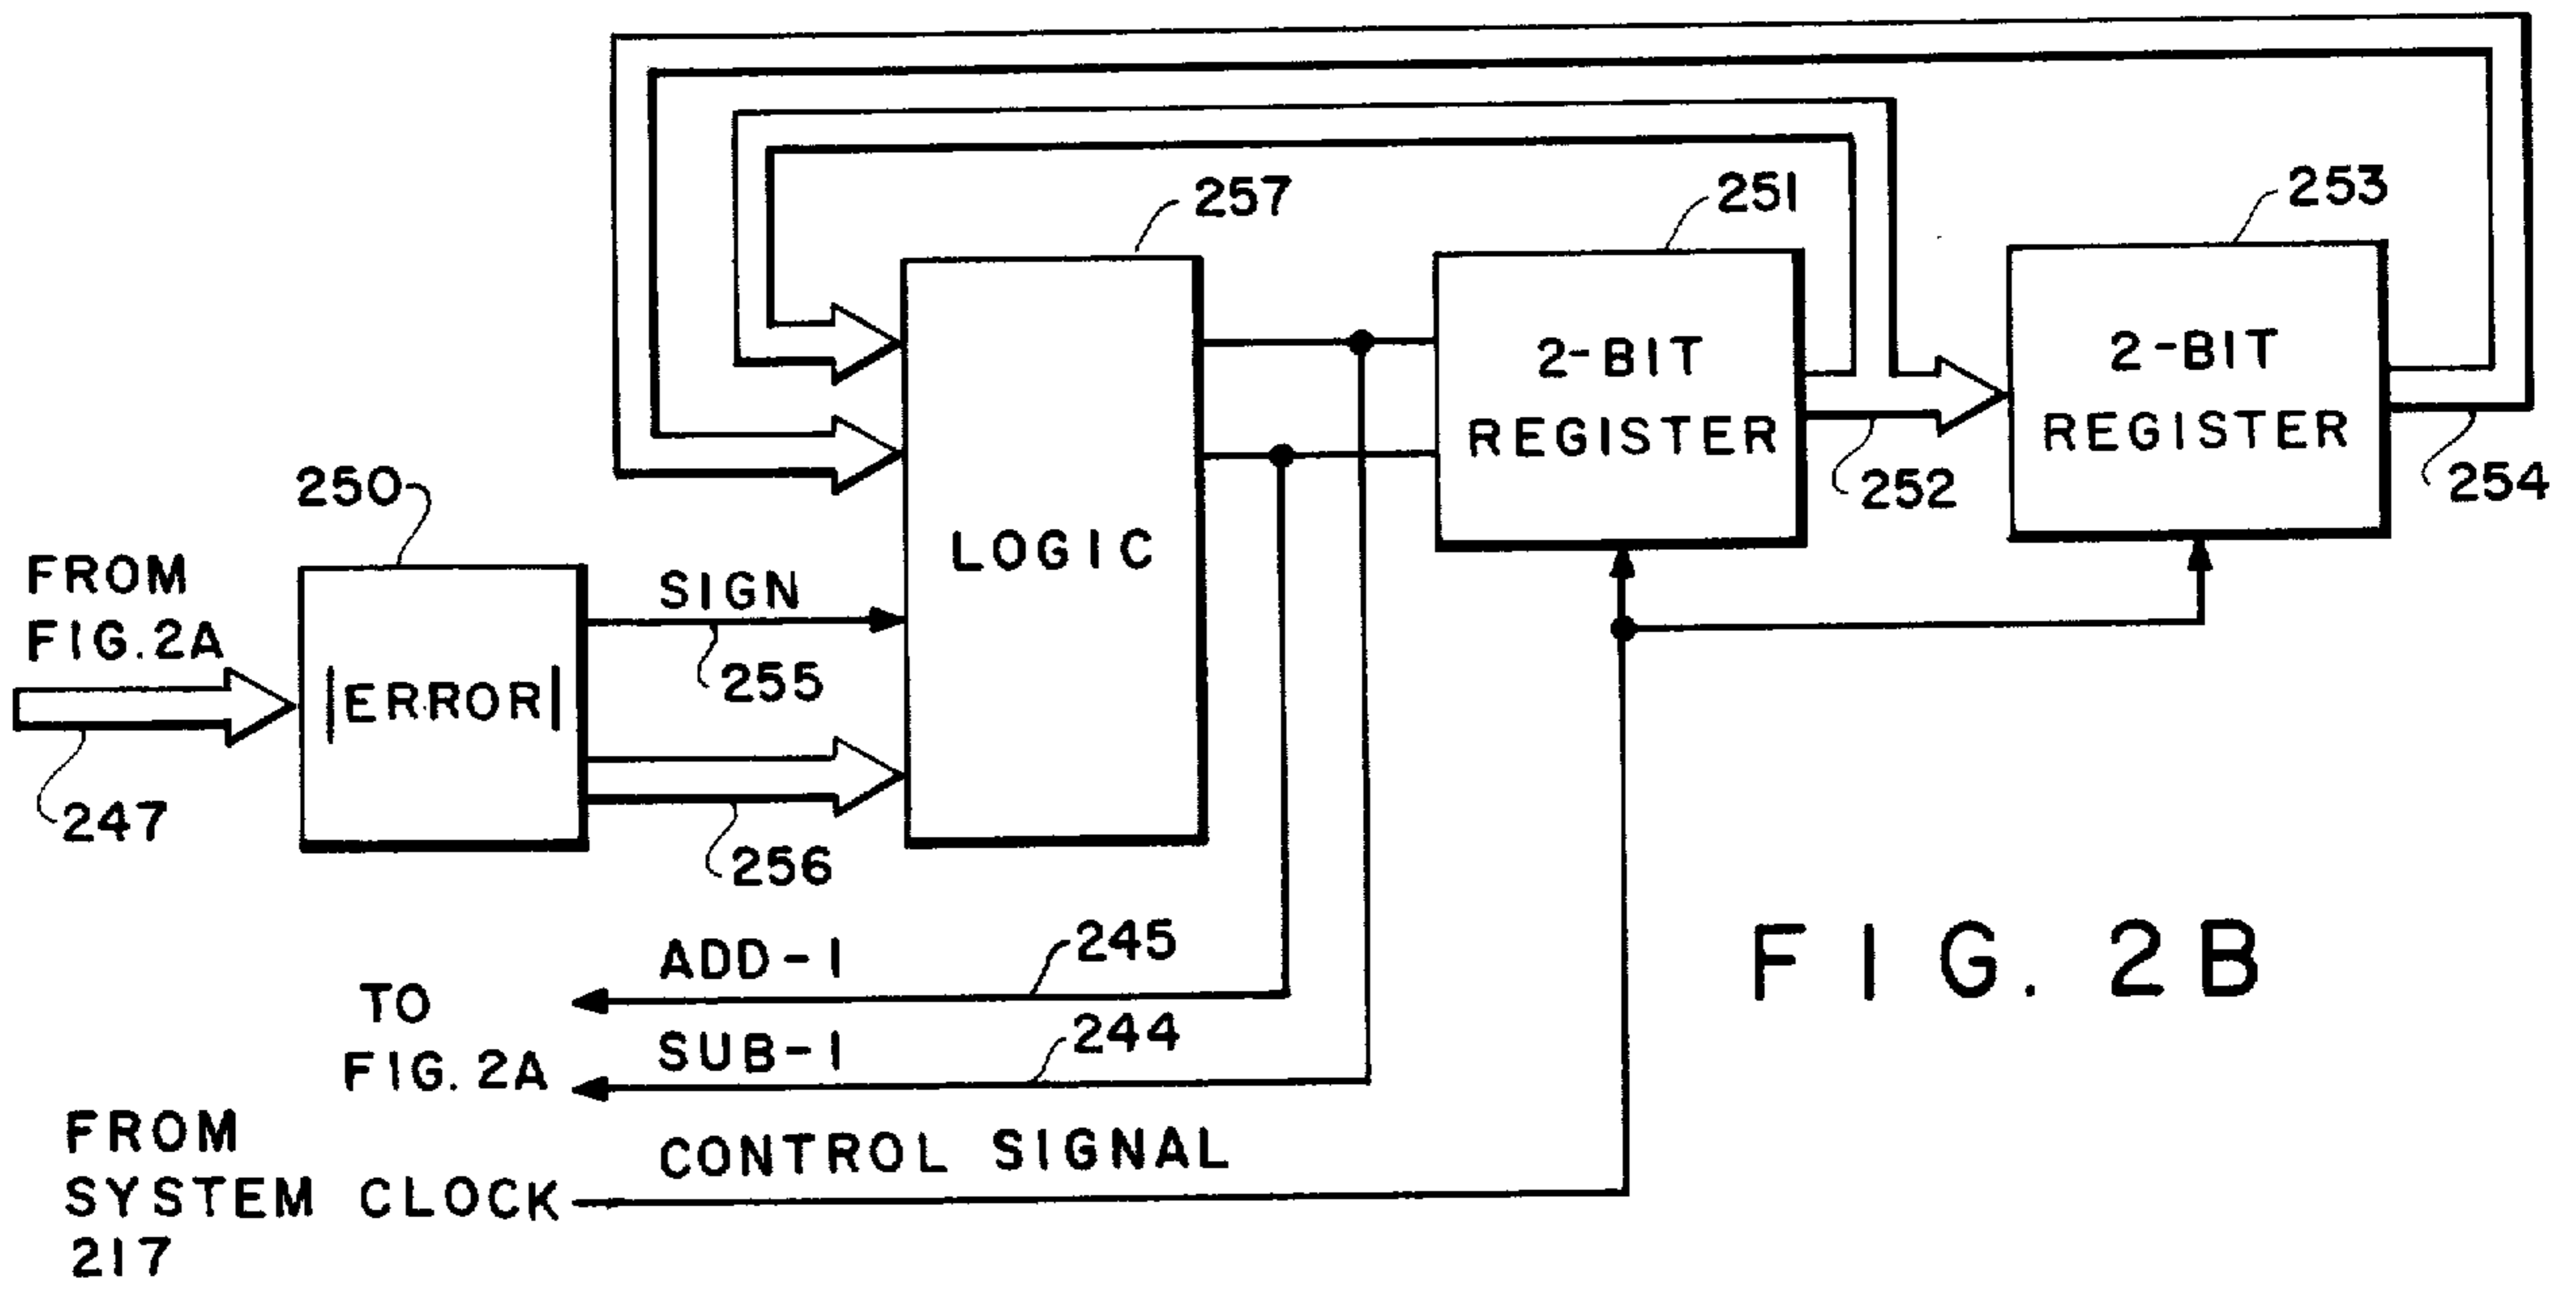 257
251
253
2-BIT
REGISTER
2-BIT
REGISTER
252
254
250
LOGIC
FROM
FIG.2A
SIGN
255
|ERROR|
247
256
ADD-1
245
TO
FIG. 2A
SUB-1
244
FIG. 2B
FROM
SYSTEM CLOCK
217
CONTROL SIGNAL